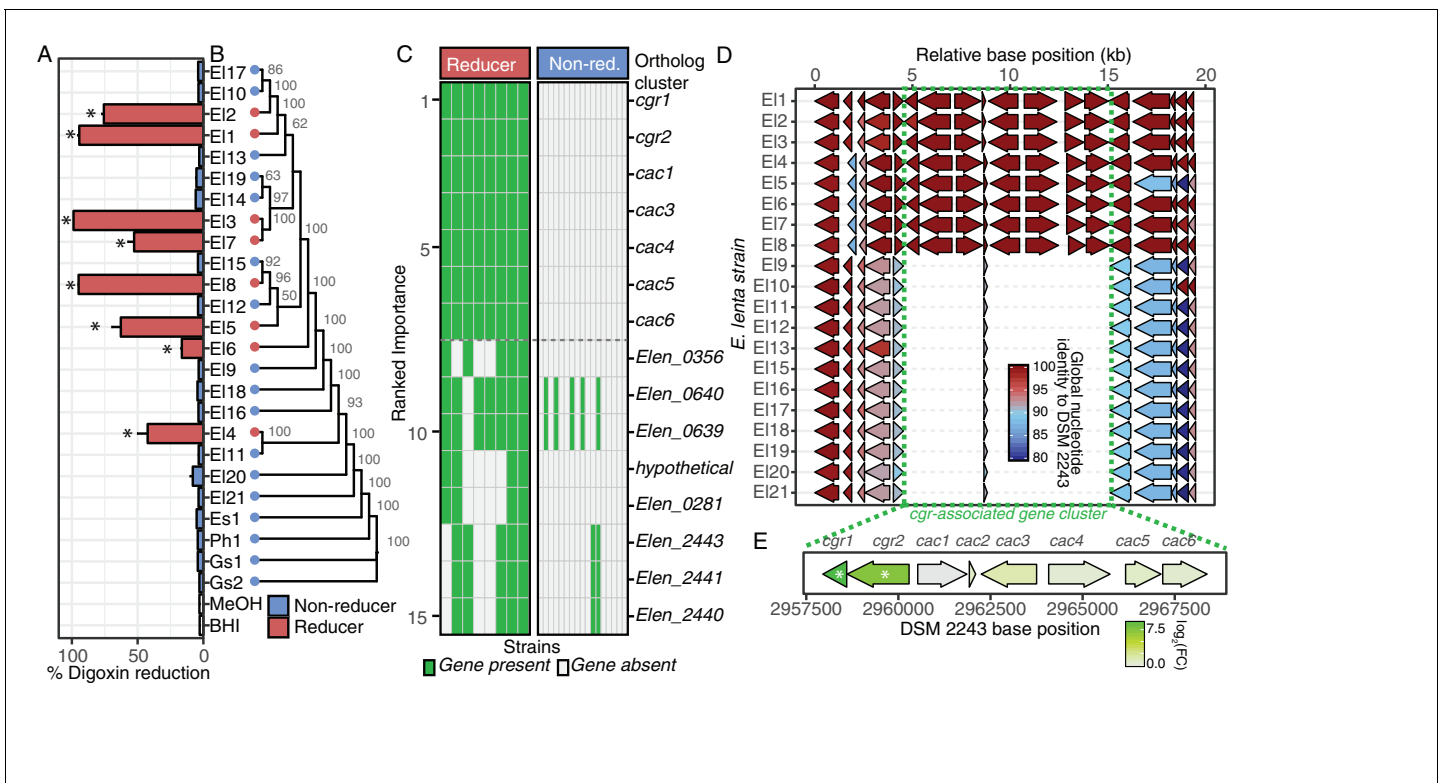 A
B
El17
El10
El2
El1
El13
El19
El14
El3
El7
El15
El8
El12
El5
El6
El9
El18
El16
El4
El11
El20
El21
Es1
Ph1
Gs1
Gs2
MeOH
BHI
*
*
*
*
*
*
*
*
86
100
100
62
63
97
100
100
92
96
50
100
100
100
93
100
100
100
100
100
100
Non-reducer
Reducer
100 50 0
% Digoxin reduction
C
Reducer
Non-red.
Ortholog
cluster
Ranked Importance
1
5
10
15
cgr1
cgr2
cac1
cac3
cac4
cac5
cac6
Elen_0356
Elen_0640
Elen_0639
hypothetical
Elen_0281
Elen_2443
Elen_2441
Elen_2440
Strains
Gene present
Gene absent
D
Relative base position (kb)
0 5 10 15 20
E. lenta strain
El1
El2
El3
El4
El5
El6
El7
El8
El9
El10
El11
El12
El13
El15
El16
El17
El18
El19
El20
El21
Global nucleotide
identity to DSM 2243
100
95
90
85
80
cgr-associated gene cluster
E
cgr1 cgr2 cac1 cac2 cac3 cac4 cac5 cac6
* *
2957500 2960000 2962500 2965000 2967500
DSM 2243 base position
7.5
0.0
log2(FC)